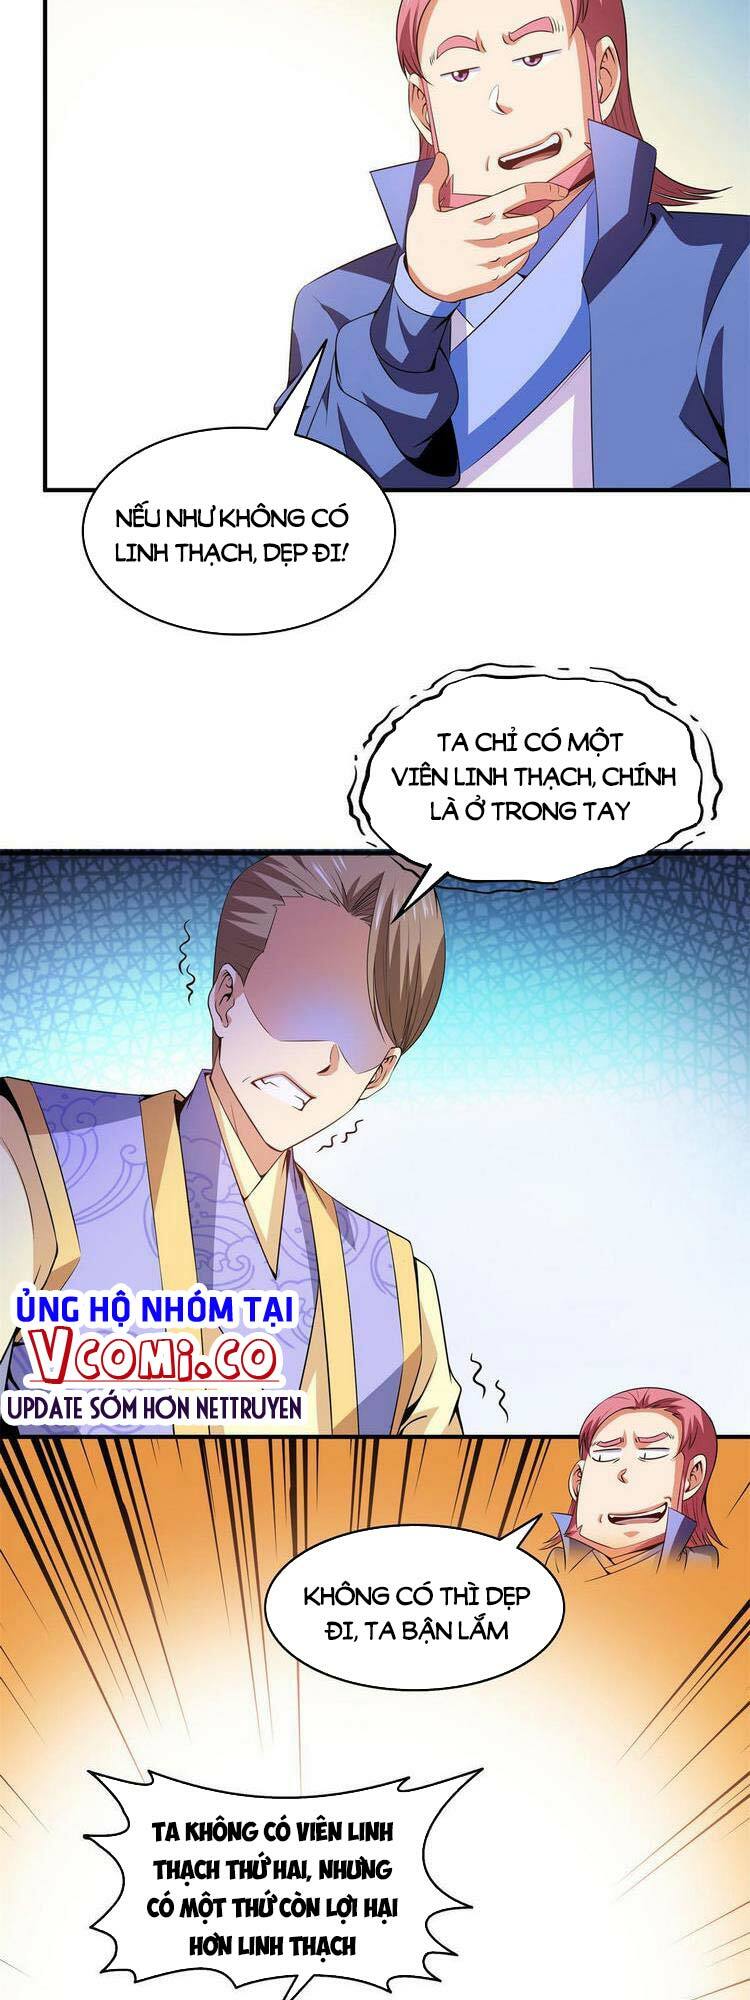 NẾU NHƯ KHÔNG CÓ
LINH THẠCH, DẸP ĐI!
TA CHỈ CÓ MỘT
VIÊN LINH THẠCH, CHÍNH
LÀ Ở TRONG TAY
ỦNG HỘ NHÓM TẠI
VCOMI.CO
UPDATE SỚM HƠN NETTRUYEN
KHÔNG CÓ THÌ DẸP
ĐI, TA BẬN LẮM
TA KHÔNG CÓ VIÊN LINH
THẠCH THỨ HAI, NHƯNG
CÓ MỘT THỨ CÒN LỢI HẠI
HƠN LINH THẠCH